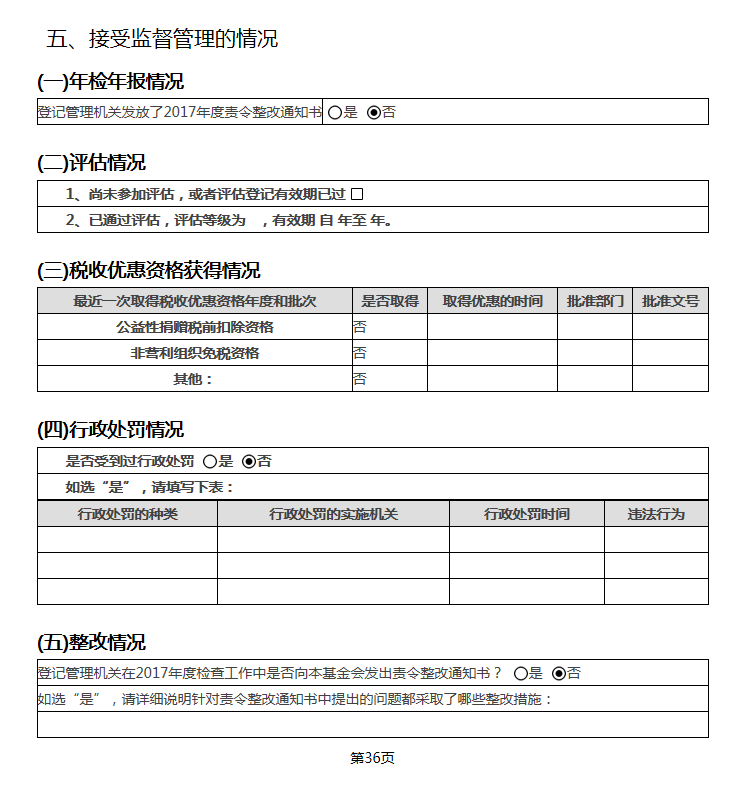 五、接受监督管理的情况
(一)年检年报情况
登记管理机关发放了2017年度责令整改通知书 ○是 ◉否
(二)评估情况
1、尚未参加评估，或者评估登记有效期已过 □
2、已通过评估，评估等级为 ，有效期 自 年至 年。
(三)税收优惠资格获得情况
最近一次取得税收优惠资格年度和批次 是否取得 取得优惠的时间 批准部门 批准文号
公益性捐赠税前扣除资格 否
非营利组织免税资格 否
其他： 否
(四)行政处罚情况
是否受到过行政处罚 ○是 ◉否
如选“是”，请填写下表：
行政处罚的种类 行政处罚的实施机关 行政处罚时间 违法行为
(五)整改情况
登记管理机关在2017年度检查工作中是否向本基金会发出责令整改通知书？ ○是 ◉否
如选“是”，请详细说明针对责令整改通知书中提出的问题都采取了哪些整改措施：
第36页